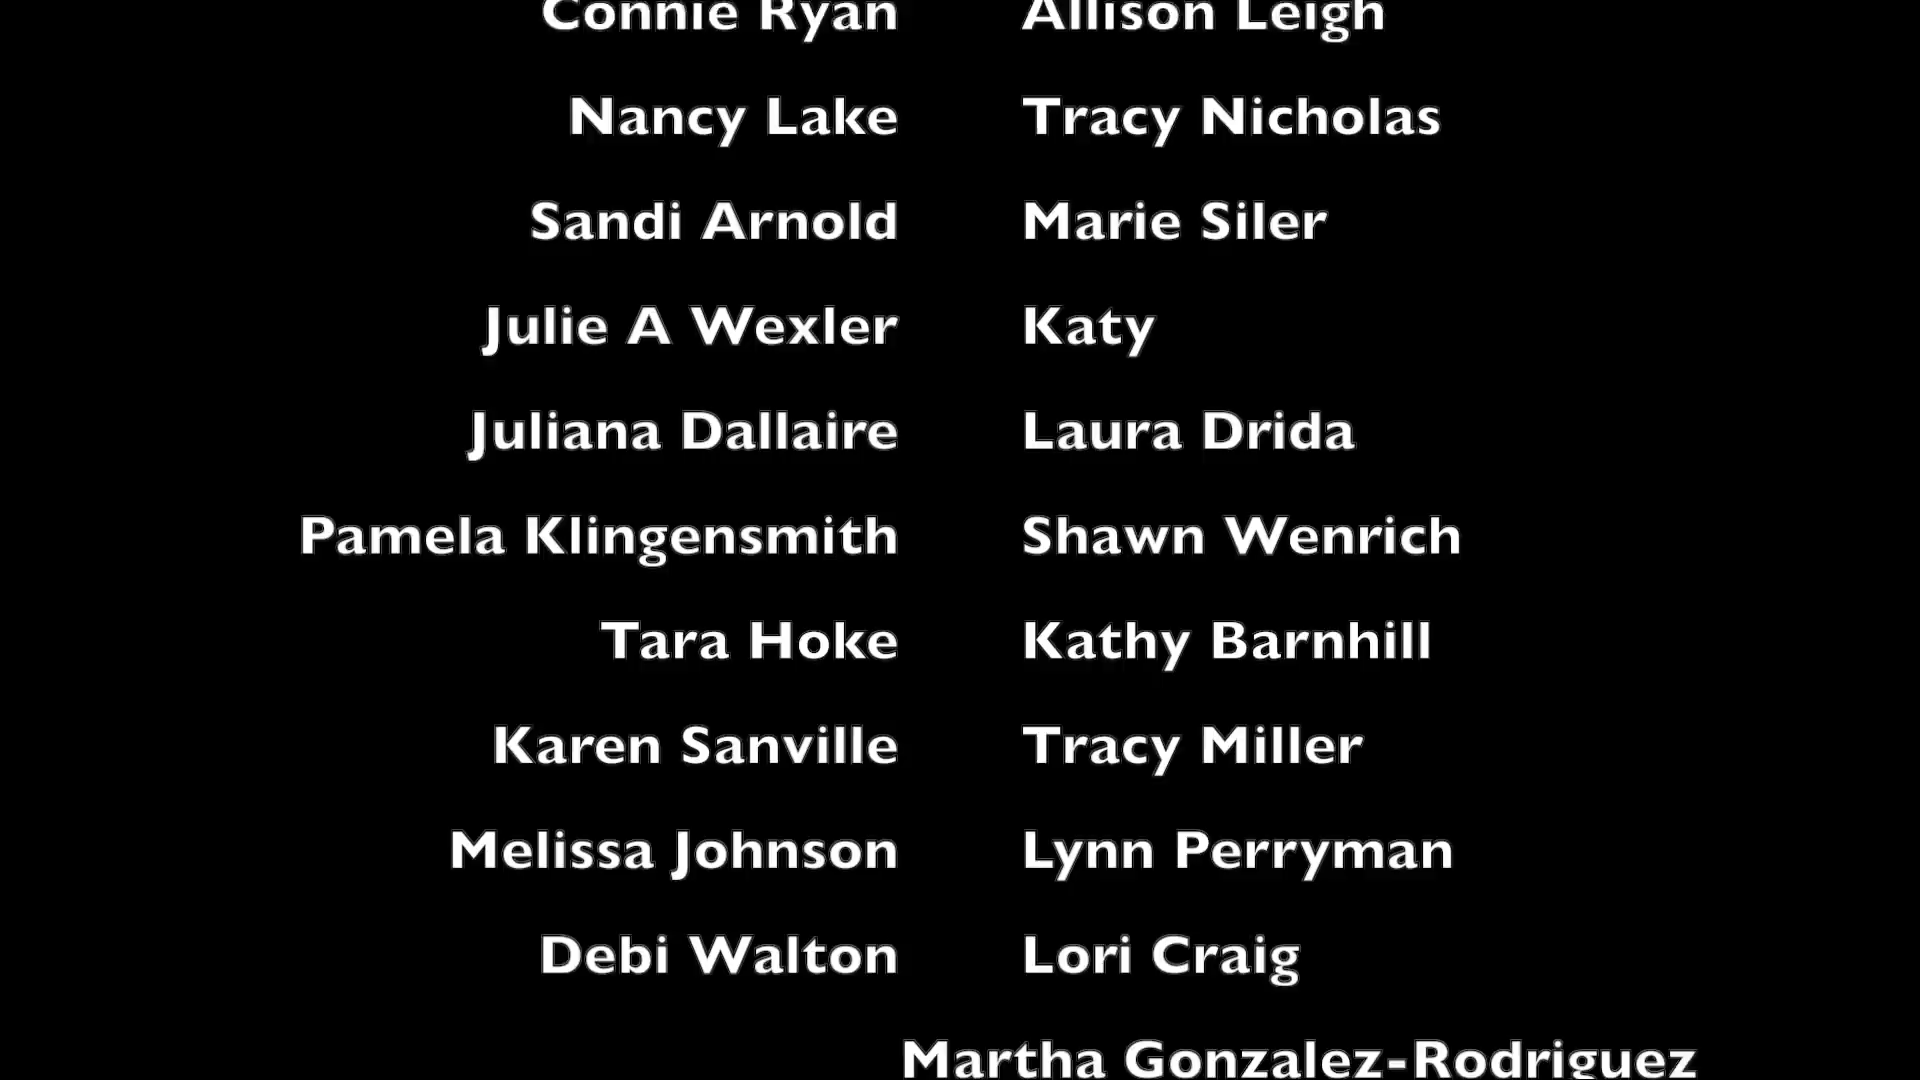 Connie Ryan Allison Leigh
Nancy Lake Tracy Nicholas
Sandi Arnold Marie Siler
Julie A Wexler Katy
Juliana Dallaire Laura Drida
Pamela Klingensmith Shawn Wenrich
Tara Hoke Kathy Barnhill
Karen Sanville Tracy Miller
Melissa Johnson Lynn Perryman
Debi Walton Lori Craig
Martha Gonzalez-Rodriguez